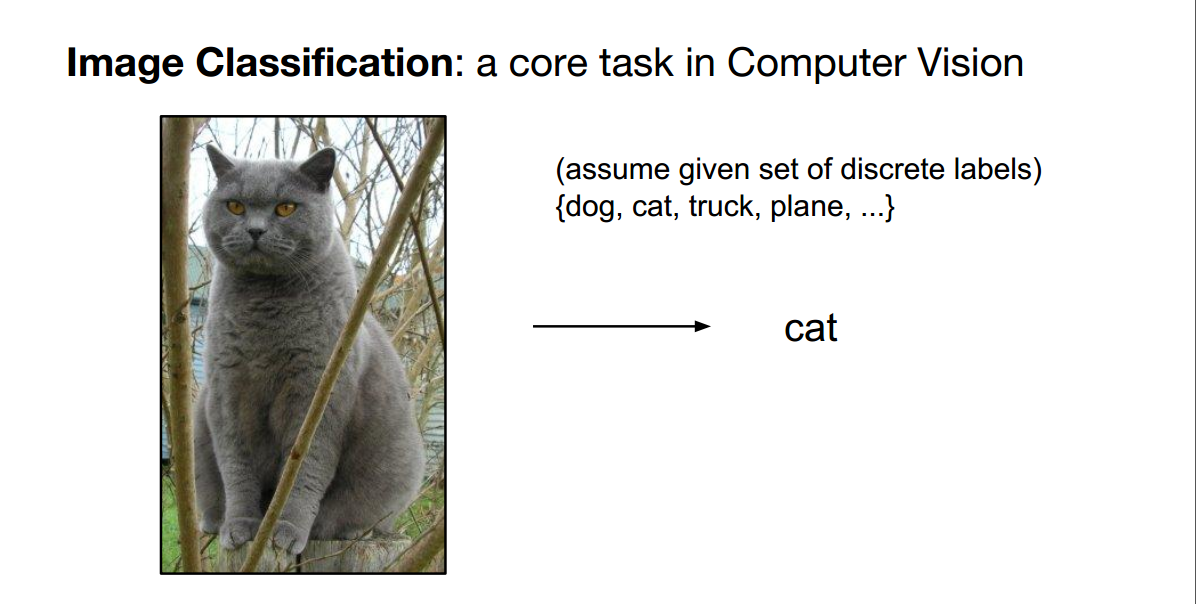 Image Classification: a core task in Computer Vision
(assume given set of discrete labels)
{dog, cat, truck, plane, ...}
cat